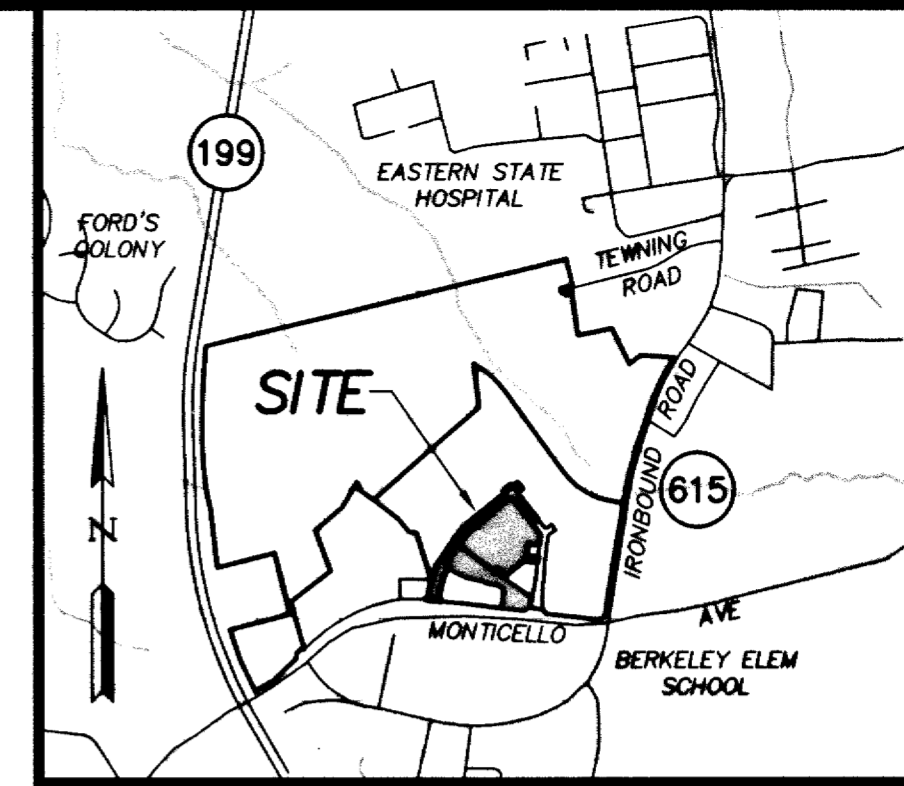 199
EASTERN STATE
HOSPITAL
FORD'S
COLONY
TEWNING
ROAD
SITE
ROAD
IRONBOUND
615
N
MONTICELLO
AVE
BERKELEY ELEM
SCHOOL